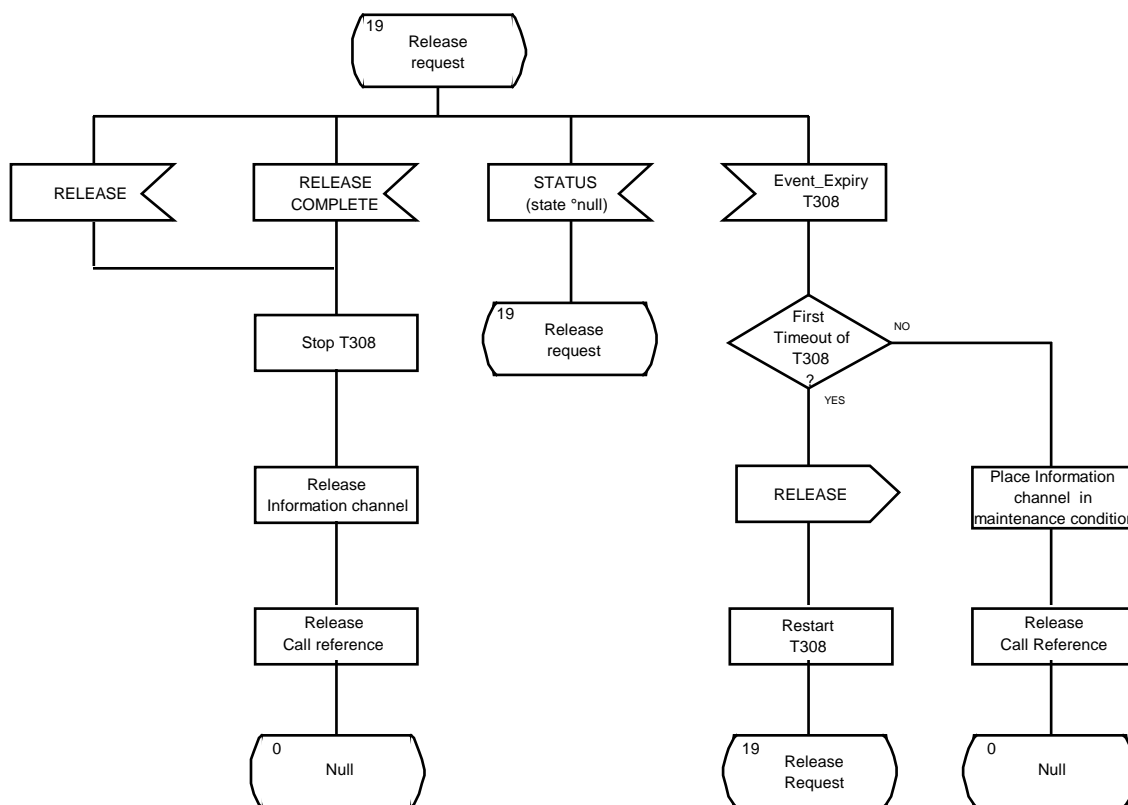 19
Release
request
RELEASE
RELEASE
COMPLETE
STATUS
(state °null)
Event_Expiry
T308
Stop T308
19
Release
request
First
Timeout of
T308
?
NO
YES
Release
Information channel
RELEASE
Place Information
channel in
maintenance condition
Release
Call reference
Restart
T308
Release
Call Reference
0
Null
19
Release
Request
0
Null